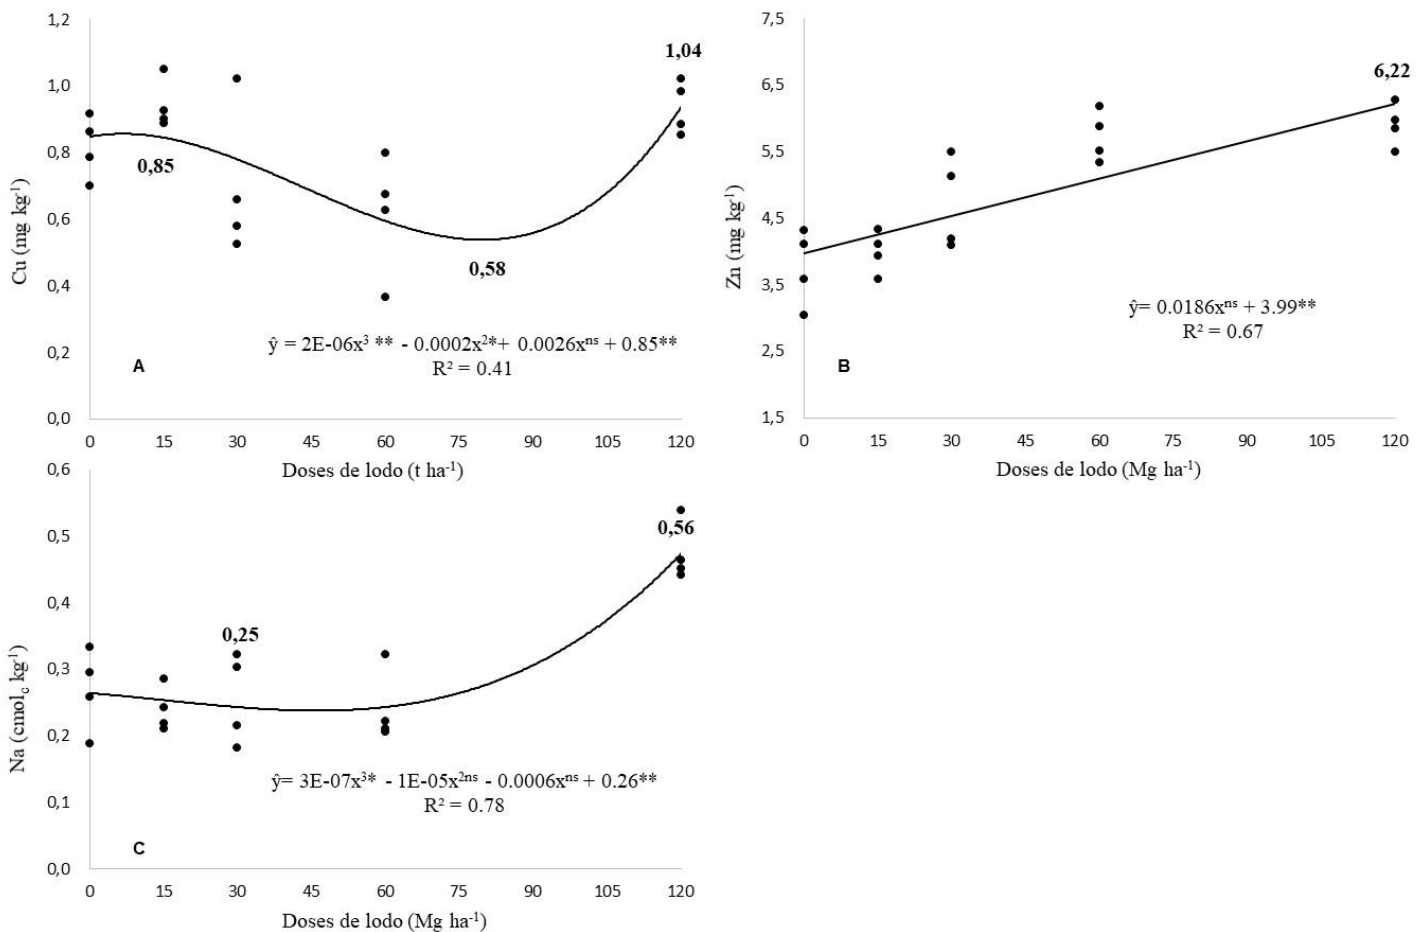 1,2
1,0
0,8
0,6
0,4
0,2
0,0
Cu (mg kg⁻¹)
0,85
0,58
1,04
ŷ = 2E-06x³ ** - 0.0002x²*+ 0.0026xⁿˢ + 0.85**
R² = 0.41
A
0 15 30 45 60 75 90 105 120
Doses de lodo (t ha⁻¹)
7,5
6,5
5,5
4,5
3,5
2,5
1,5
Zn (mg kg⁻¹)
6,22
ŷ= 0.0186xⁿˢ + 3.99**
R² = 0.67
B
0 15 30 45 60 75 90 105 120
Doses de lodo (Mg ha⁻¹)
0,6
0,5
0,4
0,3
0,2
0,1
0,0
Na (cmol꜀ kg⁻¹)
0,25
0,56
ŷ= 3E-07x³* - 1E-05x²ⁿˢ - 0.0006xⁿˢ + 0.26**
R² = 0.78
C
0 15 30 45 60 75 90 105 120
Doses de lodo (Mg ha⁻¹)